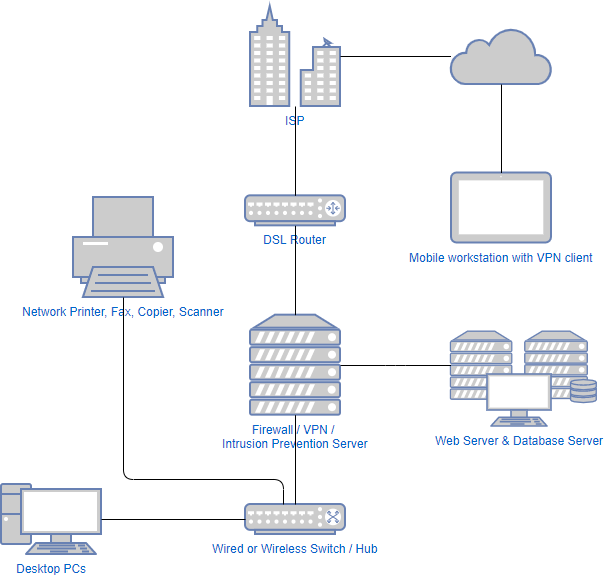 ISP
DSL Router
Mobile workstation with VPN client
Network Printer, Fax, Copier, Scanner
Firewall / VPN /
Intrusion Prevention Server
Web Server & Database Server
Wired or Wireless Switch / Hub
Desktop PCs